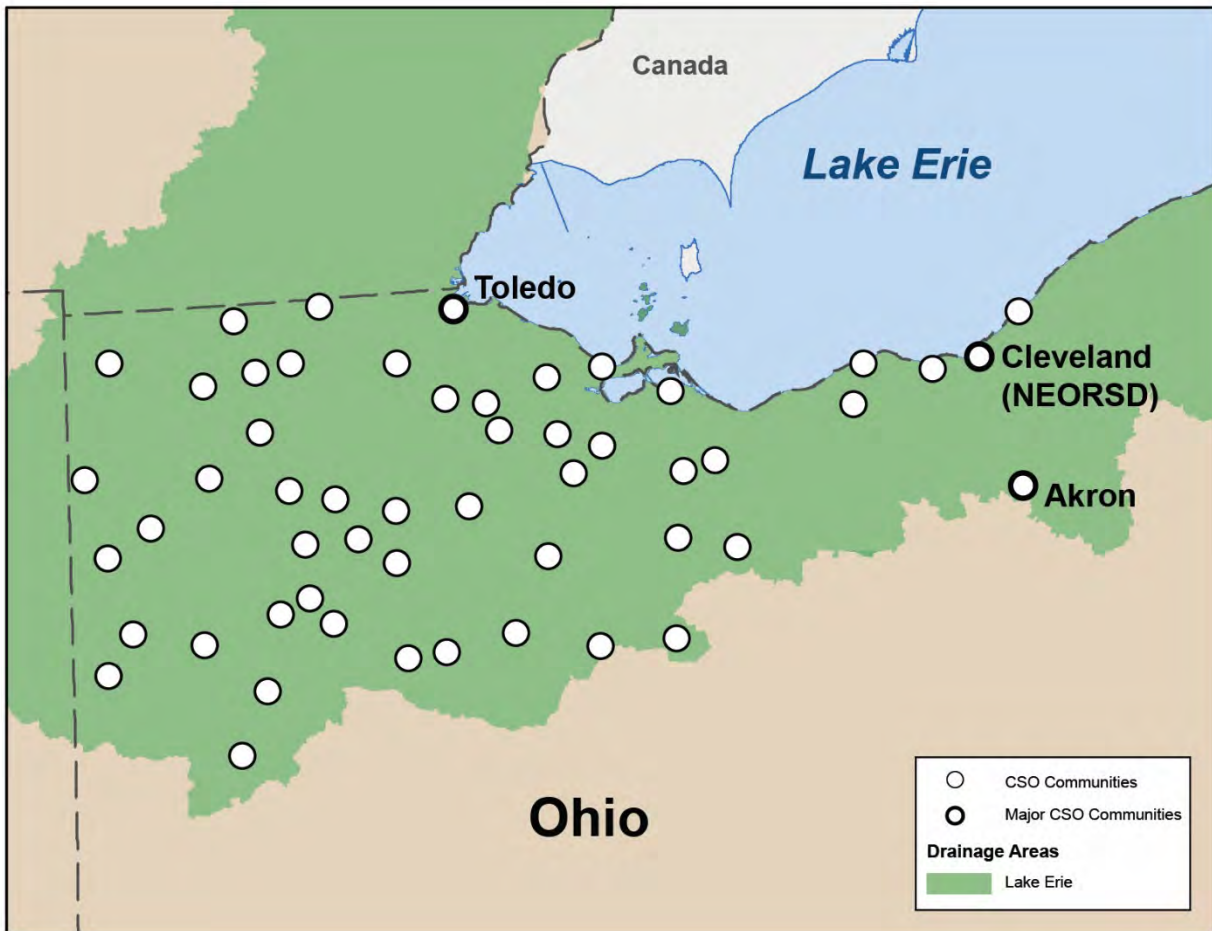 Canada
Lake Erie
Toledo
Cleveland
(NEORSD)
Akron
Ohio
CSO Communities
Major CSO Communities
Drainage Areas
Lake Erie